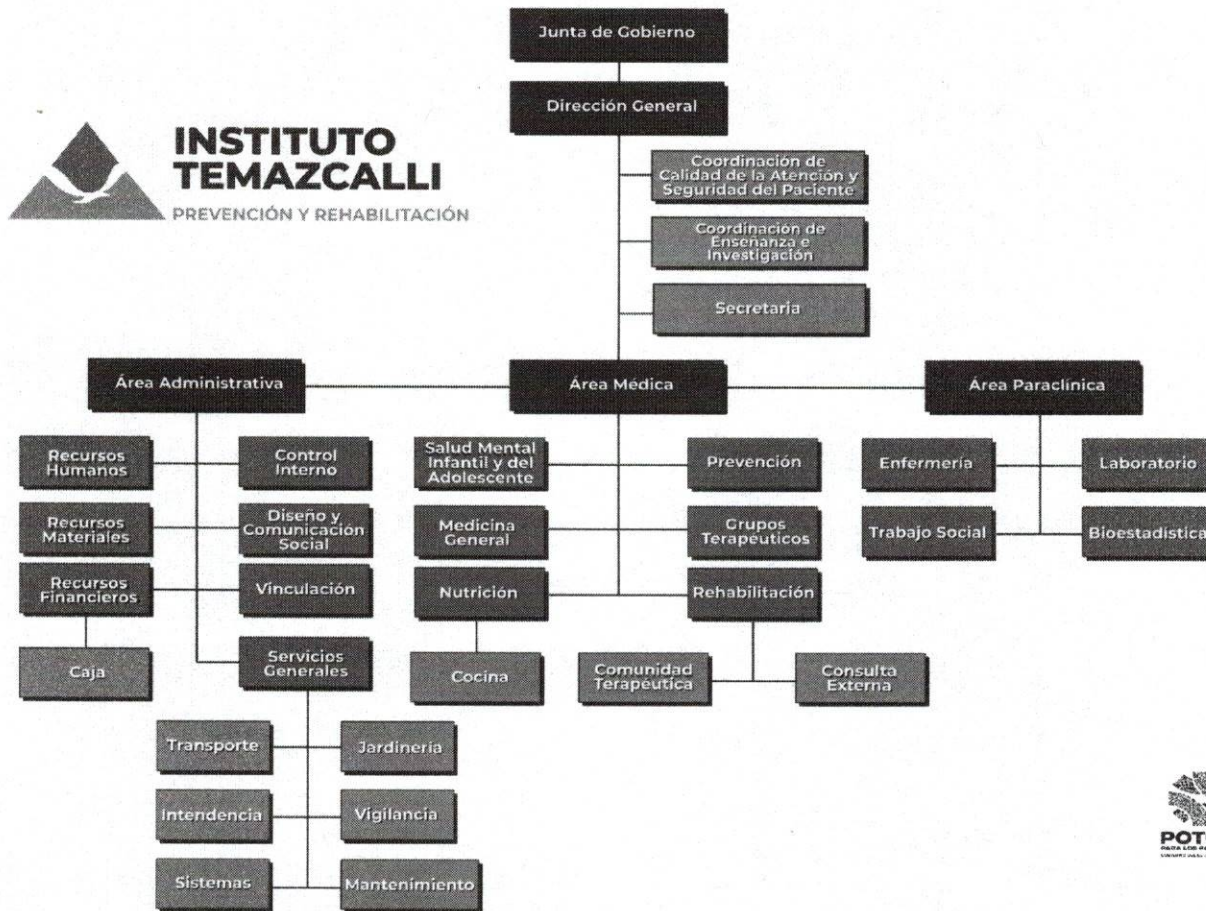 Junta de Gobierno
Dirección General
INSTITUTO
TEMAZCALLI
PREVENCIÓN Y REHABILITACIÓN
Coordinación de
Calidad de la Atención y
Seguridad del Paciente
Coordinación de
Enseñanza e
Investigación
Secretaria
Área Administrativa
Área Médica
Área Paraclínica
Recursos
Humanos
Control
Interno
Recursos
Materiales
Diseño y
Comunicación
Social
Recursos
Financieros
Vinculación
Caja
Servicios
Generales
Transporte
Jardinería
Intendencia
Vigilancia
Sistemas
Mantenimiento
Salud Mental
Infantil y del
Adolescente
Prevención
Medicina
General
Grupos
Terapéuticos
Nutrición
Rehabilitación
Cocina
Comunidad
Terapéutica
Consulta
Externa
Enfermería
Laboratorio
Trabajo Social
Bioestadística
PARA LOS